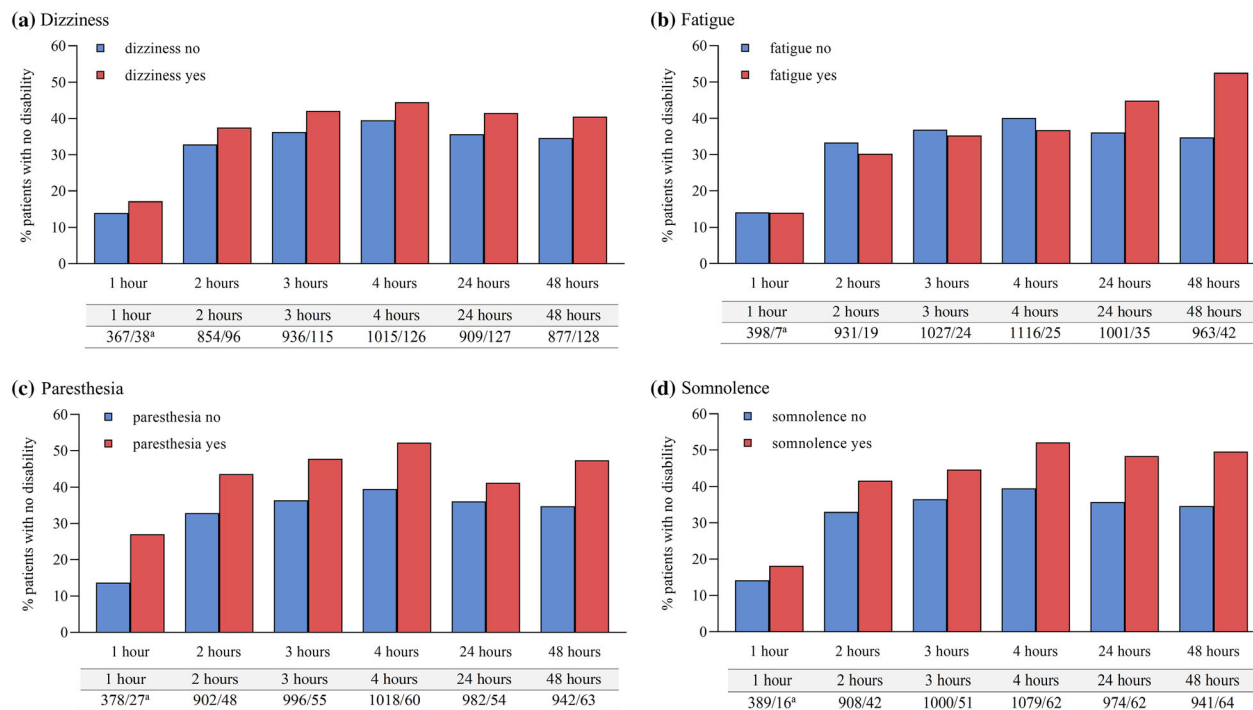 (a) Dizziness
dizziness no
dizziness yes
% patients with no disability
60
50
40
30
20
10
0
1 hour 2 hours 3 hours 4 hours 24 hours 48 hours
1 hour 2 hours 3 hours 4 hours 24 hours 48 hours
367/38ᵃ 854/96 936/115 1015/126 909/127 877/128
(b) Fatigue
fatigue no
fatigue yes
% patients with no disability
60
50
40
30
20
10
0
1 hour 2 hours 3 hours 4 hours 24 hours 48 hours
1 hour 2 hours 3 hours 4 hours 24 hours 48 hours
398/7ᵃ 931/19 1027/24 1116/25 1001/35 963/42
(c) Paresthesia
paresthesia no
paresthesia yes
% patients with no disability
60
50
40
30
20
10
0
1 hour 2 hours 3 hours 4 hours 24 hours 48 hours
1 hour 2 hours 3 hours 4 hours 24 hours 48 hours
378/27ᵃ 902/48 996/55 1018/60 982/54 942/63
(d) Somnolence
somnolence no
somnolence yes
% patients with no disability
60
50
40
30
20
10
0
1 hour 2 hours 3 hours 4 hours 24 hours 48 hours
1 hour 2 hours 3 hours 4 hours 24 hours 48 hours
389/16ᵃ 908/42 1000/51 1079/62 974/62 941/64